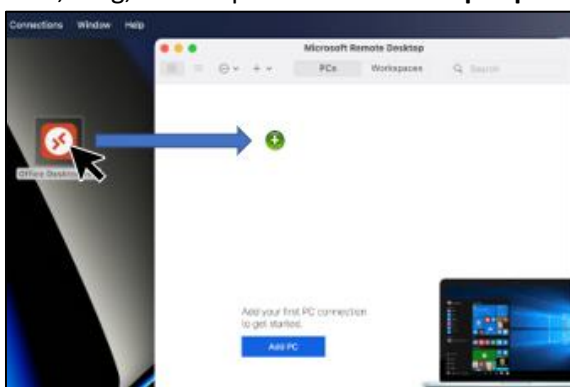 Connections Window Help
Microsoft Remote Desktop
PCs Workspaces Search
Office Desktop
Add your first PC connection
to get started.
Add PC